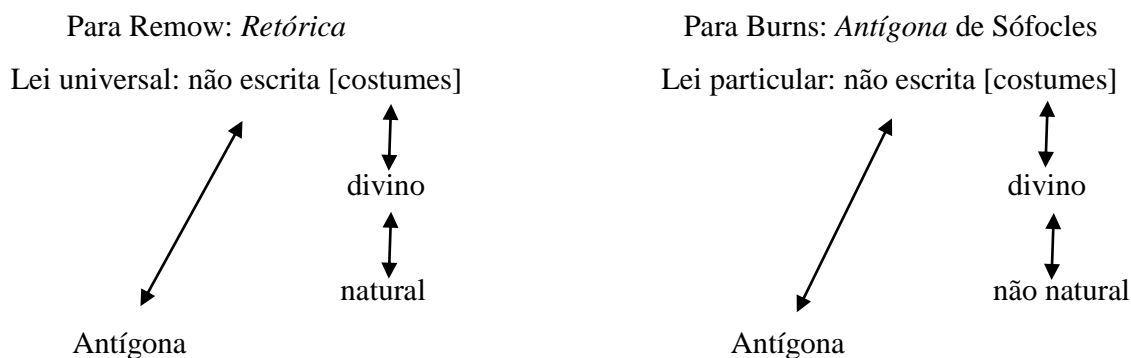 Para Remow: Retórica
Lei universal: não escrita [costumes]
divino
natural
Antígona
Para Burns: Antígona de Sófocles
Lei particular: não escrita [costumes]
divino
não natural
Antígona